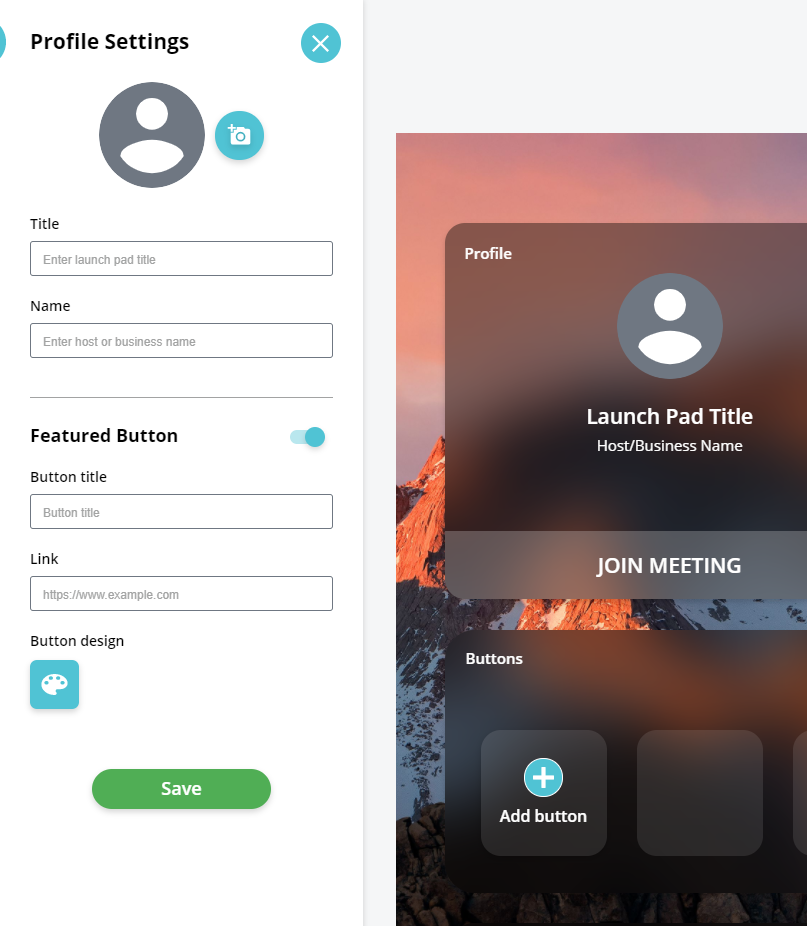 Profile Settings
Title
Enter launch pad title
Name
Enter host or business name
Featured Button
Button title
Button title
Link
https://www.example.com
Button design
Save
Profile
Launch Pad Title
Host/Business Name
JOIN MEETING
Buttons
Add button